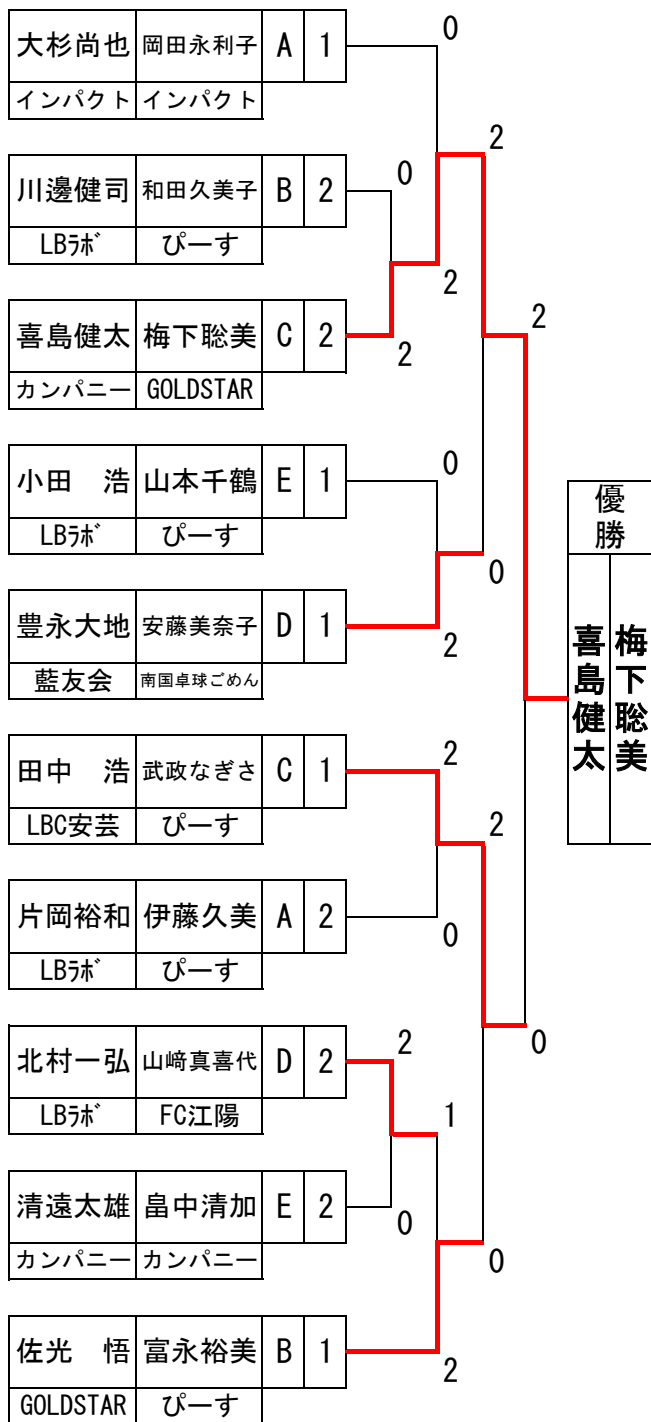 大杉尚也 岡田永利子 A 1
インパクト インパクト
0
2
川邊健司 和田久美子 B 2
LBラボ ぴーす
0
2
喜島健太 梅下聡美 C 2
カンパニー GOLDSTAR
2
2
小田 浩 山本千鶴 E 1
LBラボ ぴーす
0
0
豊永大地 安藤美奈子 D 1
藍友会 南国卓球ごめん
2
優勝
喜島健太
梅下聡美
田中 浩 武政なぎさ C 1
LBC安芸 ぴーす
2
2
片岡裕和 伊藤久美 A 2
LBラボ ぴーす
0
0
北村一弘 山﨑真喜代 D 2
LBラボ FC江陽
2
1
清遠太雄 畠中清加 E 2
カンパニー カンパニー
0
0
佐光 悟 富永裕美 B 1
GOLDSTAR ぴーす
2